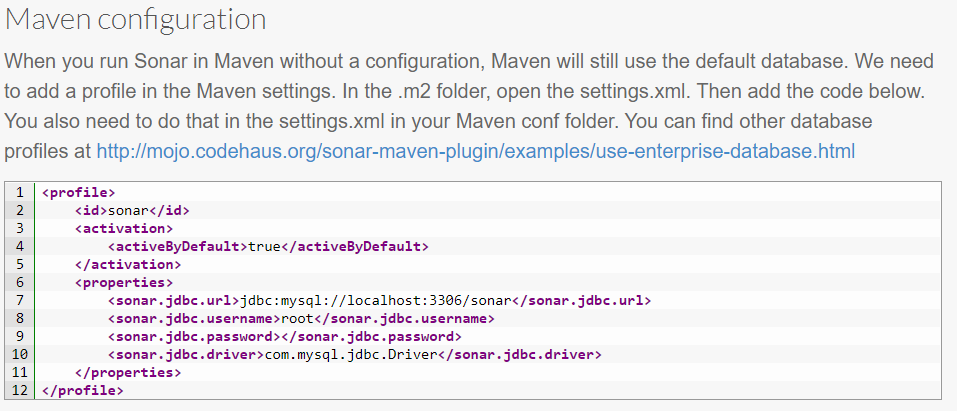 Maven configuration
When you run Sonar in Maven without a configuration, Maven will still use the default database. We need
to add a profile in the Maven settings. In the .m2 folder, open the settings.xml. Then add the code below.
You also need to do that in the settings.xml in your Maven conf folder. You can find other database
profiles at http://mojo.codehaus.org/sonar-maven-plugin/examples/use-enterprise-database.html
1 <profile>
2     <id>sonar</id>
3     <activation>
4         <activeByDefault>true</activeByDefault>
5     </activation>
6     <properties>
7         <sonar.jdbc.url>jdbc:mysql://localhost:3306/sonar</sonar.jdbc.url>
8         <sonar.jdbc.username>root</sonar.jdbc.username>
9         <sonar.jdbc.password></sonar.jdbc.password>
10         <sonar.jdbc.driver>com.mysql.jdbc.Driver</sonar.jdbc.driver>
11     </properties>
12 </profile>